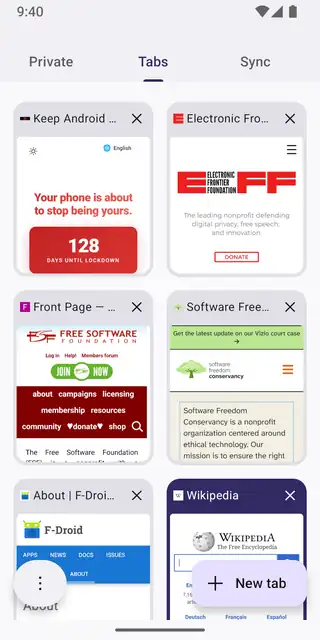 9:40
Private
Tabs
Sync
Keep Android ...
English
Your phone is about
to stop being yours.
128
DAYS UNTIL LOCKDOWN
Electronic Fro...
EFF
ELECTRONIC
FRONTIER
FOUNDATION
The leading nonprofit defending
digital privacy, free speech,
and innovation
DONATE
F
Front Page — ...
FSF
FREE SOFTWARE
FOUNDATION
Log in Help! Members forum
JOIN NOW
about campaigns licensing
membership resources
community ♥donate♥ shop
The Free Software Foundation
Software Free...
Get the latest update on our Vizio court case
→
software
freedom
conservancy
Software Freedom
Conservancy is a nonprofit
organization centered around
ethical technology. Our
mission is to ensure the right
About | F-Droi...
F-Droid
APPS NEWS DOCS ISSUES
ABOUT
About
W
Wikipedia
WIKIPEDIA
The Free Encyclopedia
Deutsch Français Español
New tab